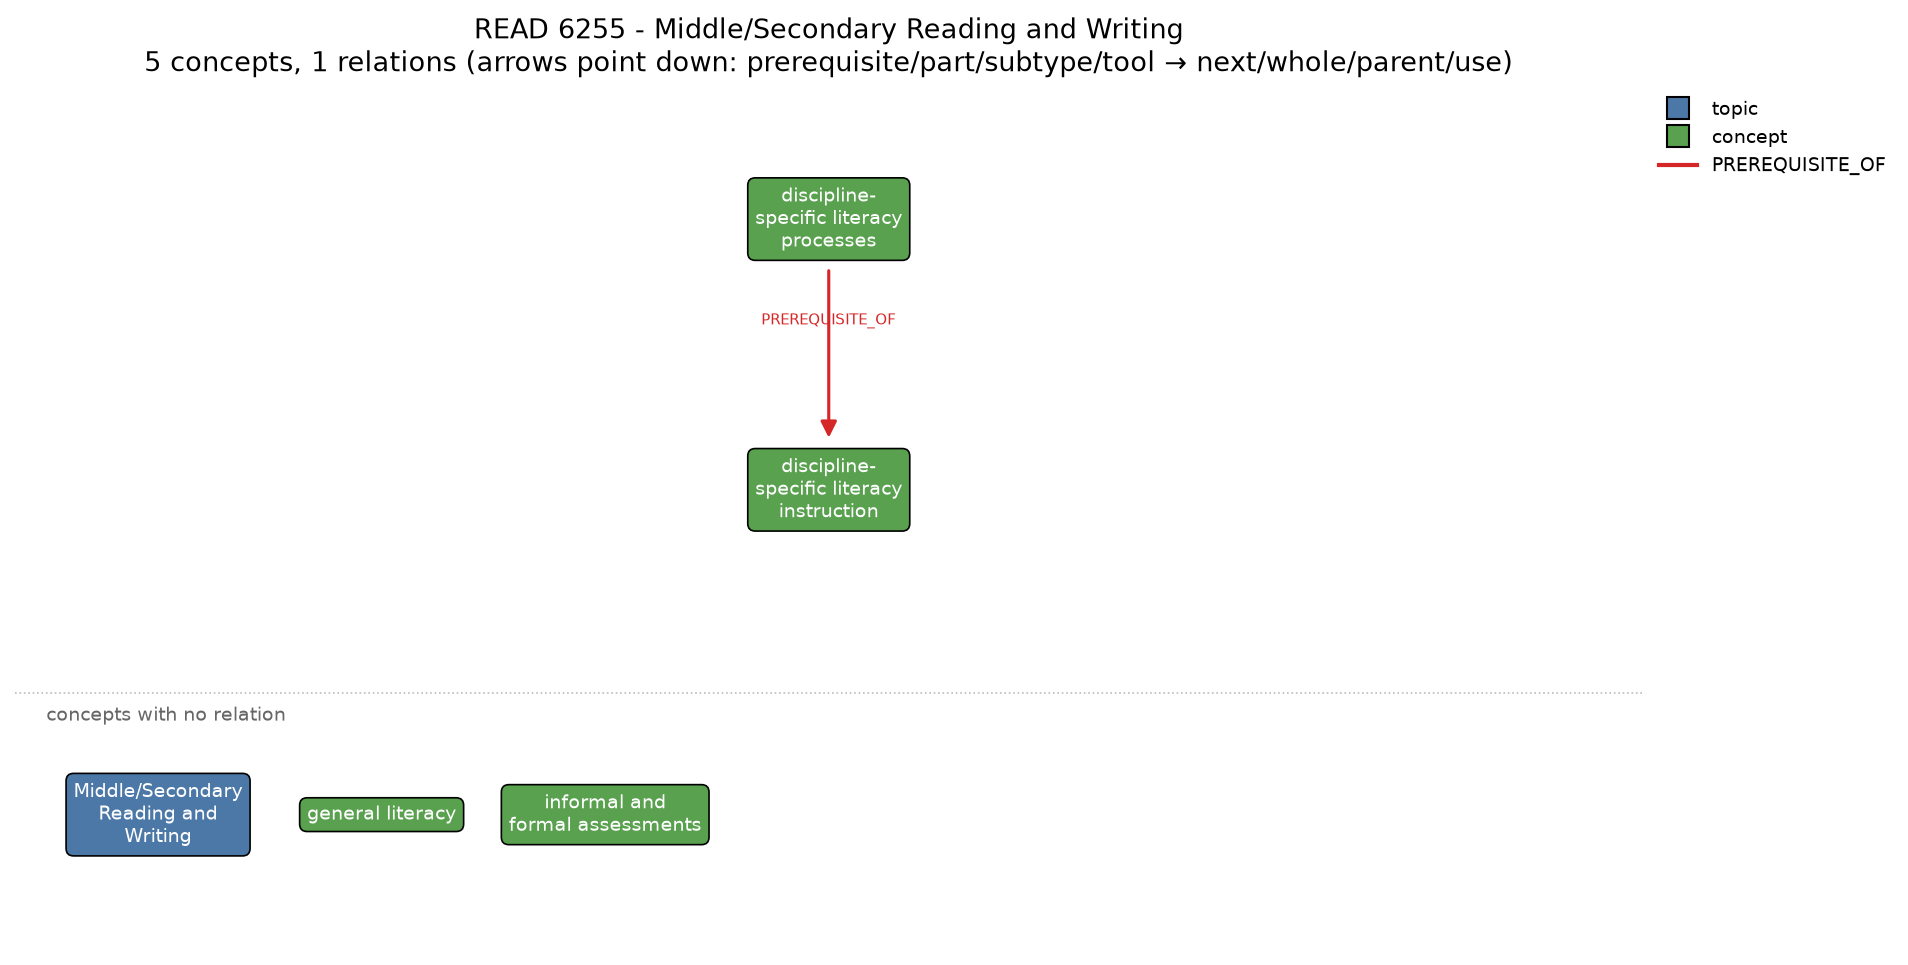 READ 6255 - Middle/Secondary Reading and Writing
5 concepts, 1 relations (arrows point down: prerequisite/part/subtype/tool → next/whole/parent/use)
topic
concept
PREREQUISITE_OF
discipline-
specific literacy
processes
PREREQUISITE_OF
discipline-
specific literacy
instruction
concepts with no relation
Middle/Secondary
Reading and
Writing
general literacy
informal and
formal assessments